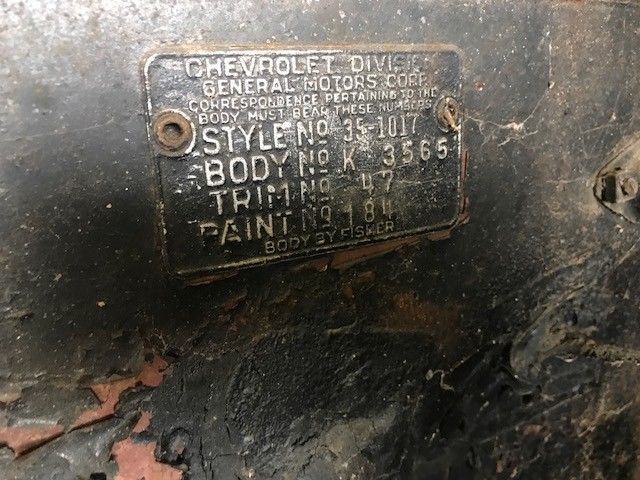 CHEVROLET DIVISION
GENERAL MOTORS CORP.
CORRESPONDENCE PERTAINING TO THE
BODY MUST BEAR THESE NUMBERS
STYLE No 35-1017
BODY No K 3565
TRIM No 47
PAINT No 184
BODY BY FISHER